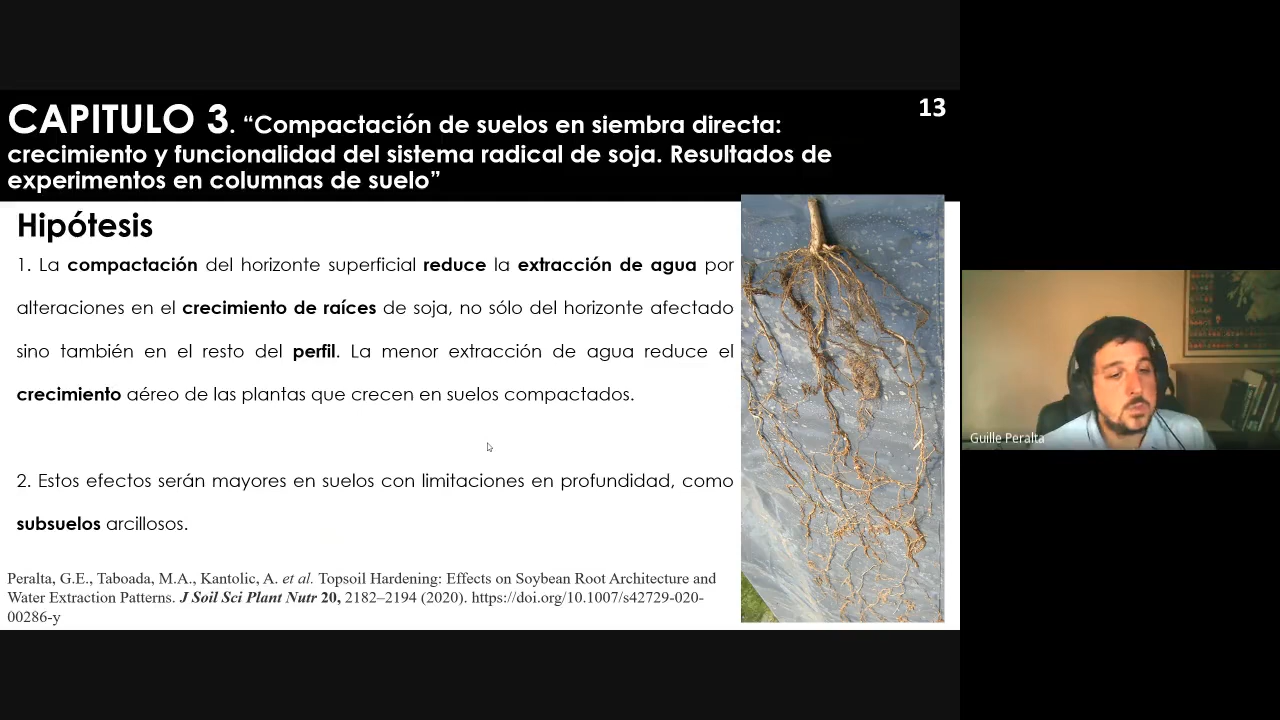 CAPITULO 3. “Compactación de suelos en siembra directa:
crecimiento y funcionalidad del sistema radical de soja. Resultados de
experimentos en columnas de suelo”
13
Hipótesis
1. La compactación del horizonte superficial reduce la extracción de agua por
alteraciones en el crecimiento de raíces de soja, no sólo del horizonte afectado
sino también en el resto del perfil. La menor extracción de agua reduce el
crecimiento aéreo de las plantas que crecen en suelos compactados.
2. Estos efectos serán mayores en suelos con limitaciones en profundidad, como
subsuelos arcillosos.
Peralta, G.E., Taboada, M.A., Kantolic, A. et al. Topsoil Hardening: Effects on Soybean Root Architecture and
Water Extraction Patterns. J Soil Sci Plant Nutr 20, 2182–2194 (2020). https://doi.org/10.1007/s42729-020-
00286-y
Guille Peralta